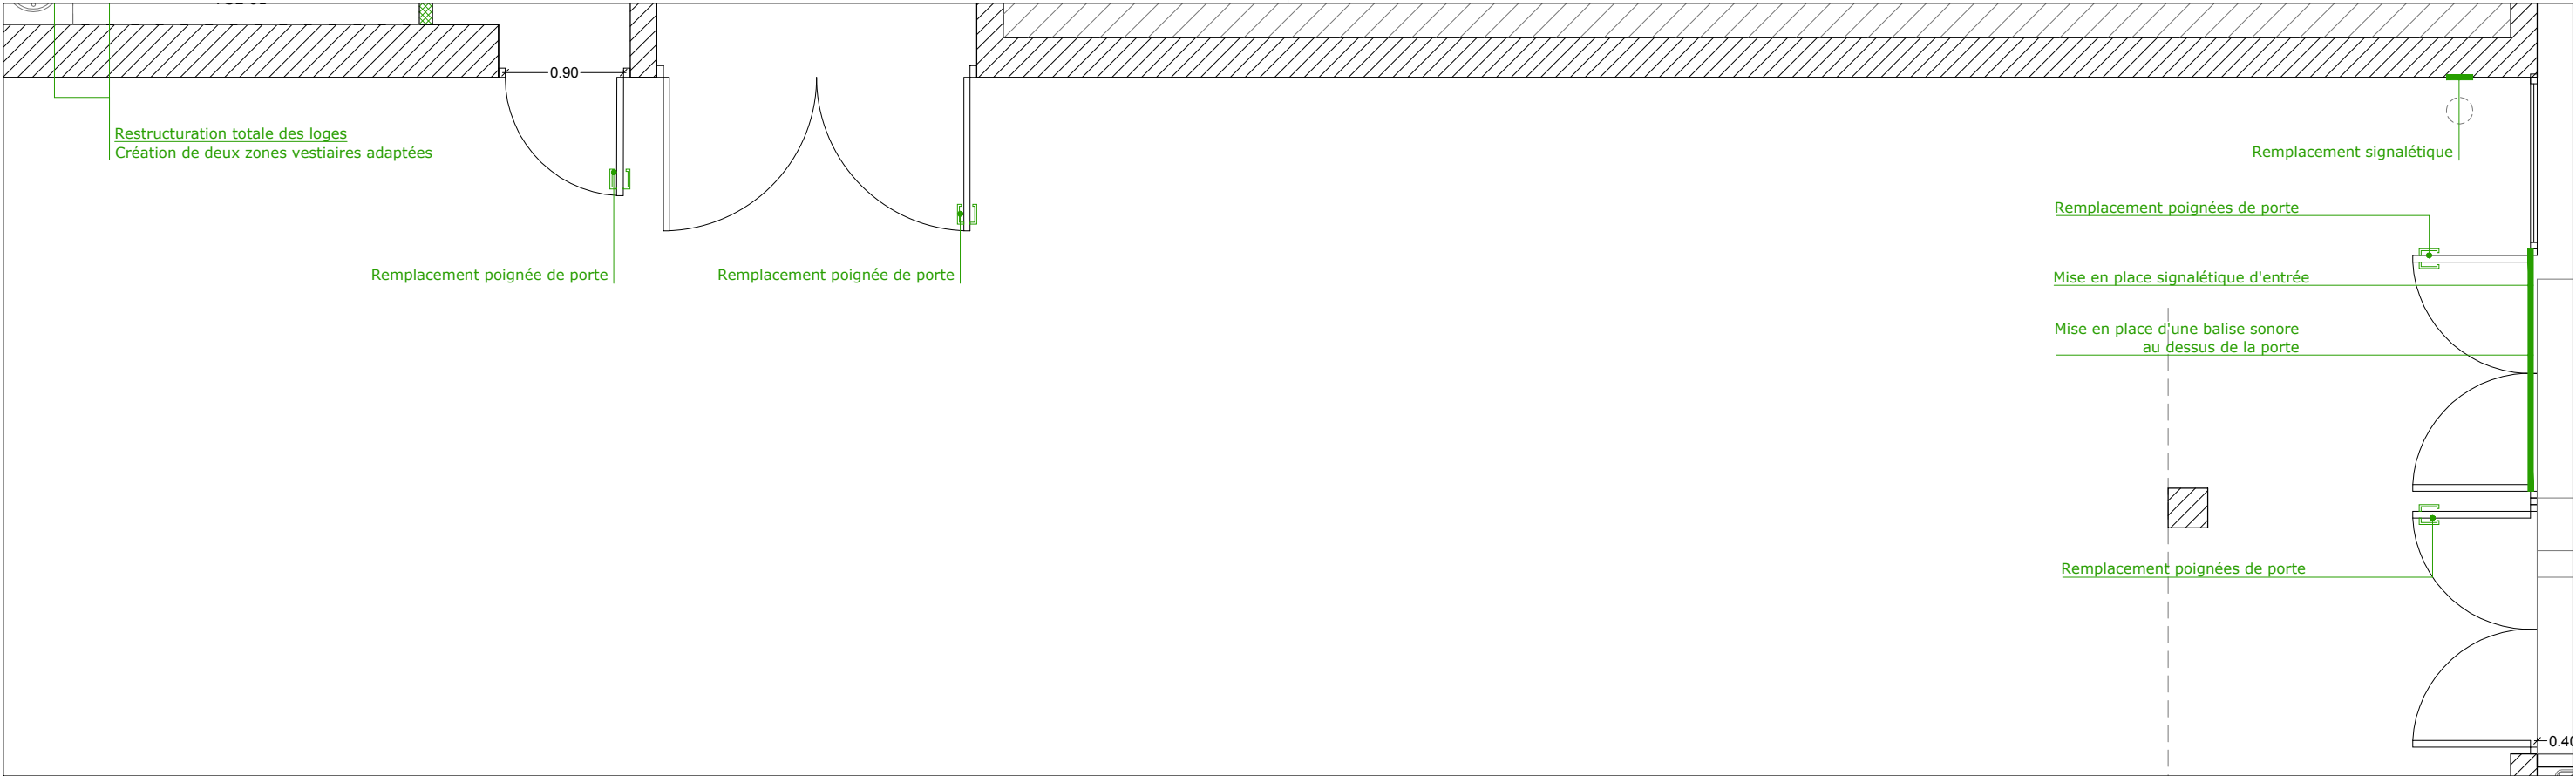 0.90
Restructuration totale des loges
Création de deux zones vestiaires adaptées
Remplacement signalétique
Remplacement poignées de porte
Remplacement poignée de porte
Remplacement poignée de porte
Mise en place signalétique d'entrée
Mise en place d'une balise sonore
au dessus de la porte
Remplacement poignées de porte
0.40